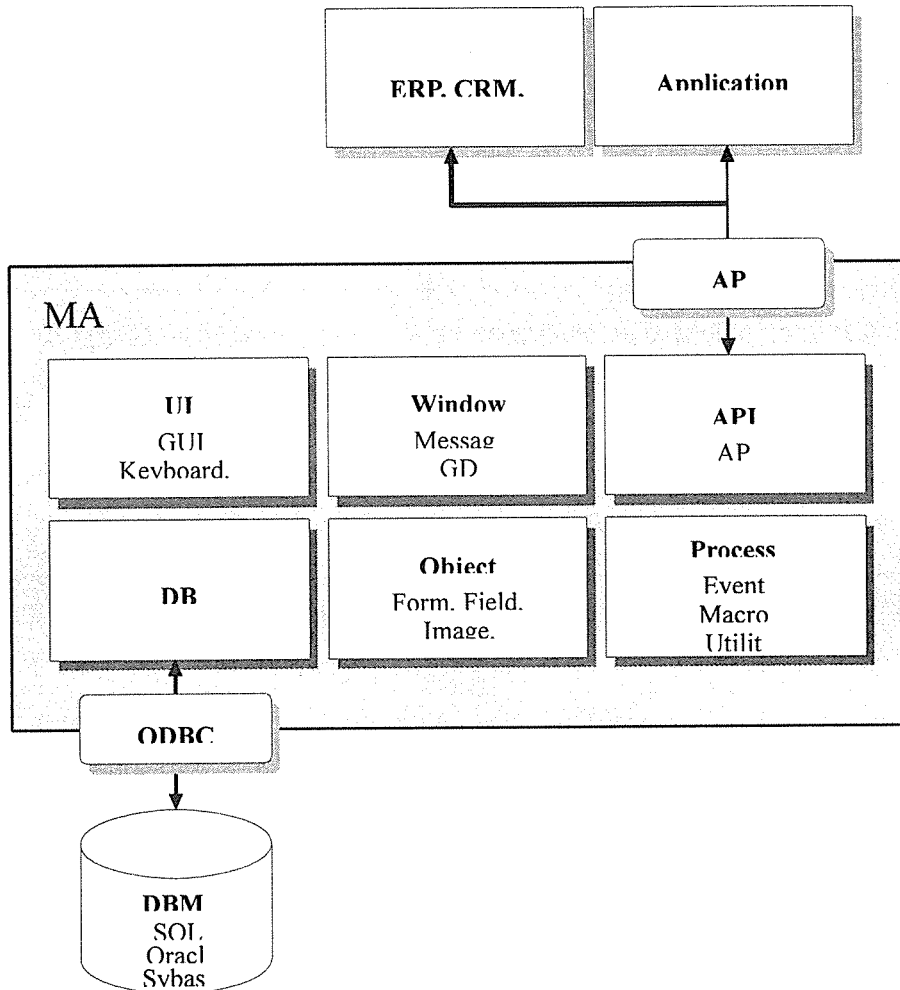 ERP. CRM.
Application
AP
MA
UI
GUI
Keyboard.
Window
Messag
GD
API
AP
DB
Object
Form. Field.
Image.
Process
Event
Macro
Utilit
ODBC
DBM
SQL
Oracl
Sybas